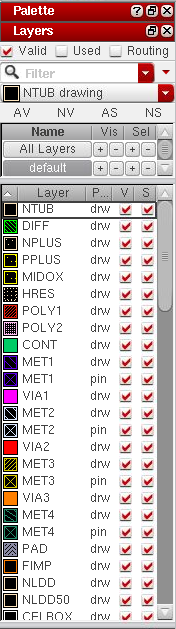 Palette
Layers
Valid Used Routing
Filter
NTUB drawing
AV NV AS NS
Name Vis Sel
All Layers + - + -
default + - + -
Layer P... V S
NTUB drw
DIFF drw
NPLUS drw
PPLUS drw
MIDOX drw
HRES drw
POLY1 drw
POLY2 drw
CONT drw
MET1 drw
MET1 pin
VIA1 drw
MET2 drw
MET2 pin
VIA2 drw
MET3 drw
MET3 pin
VIA3 drw
MET4 drw
MET4 pin
PAD drw
FIMP drw
NLDD drw
NLDD50 drw
CELBOX drw